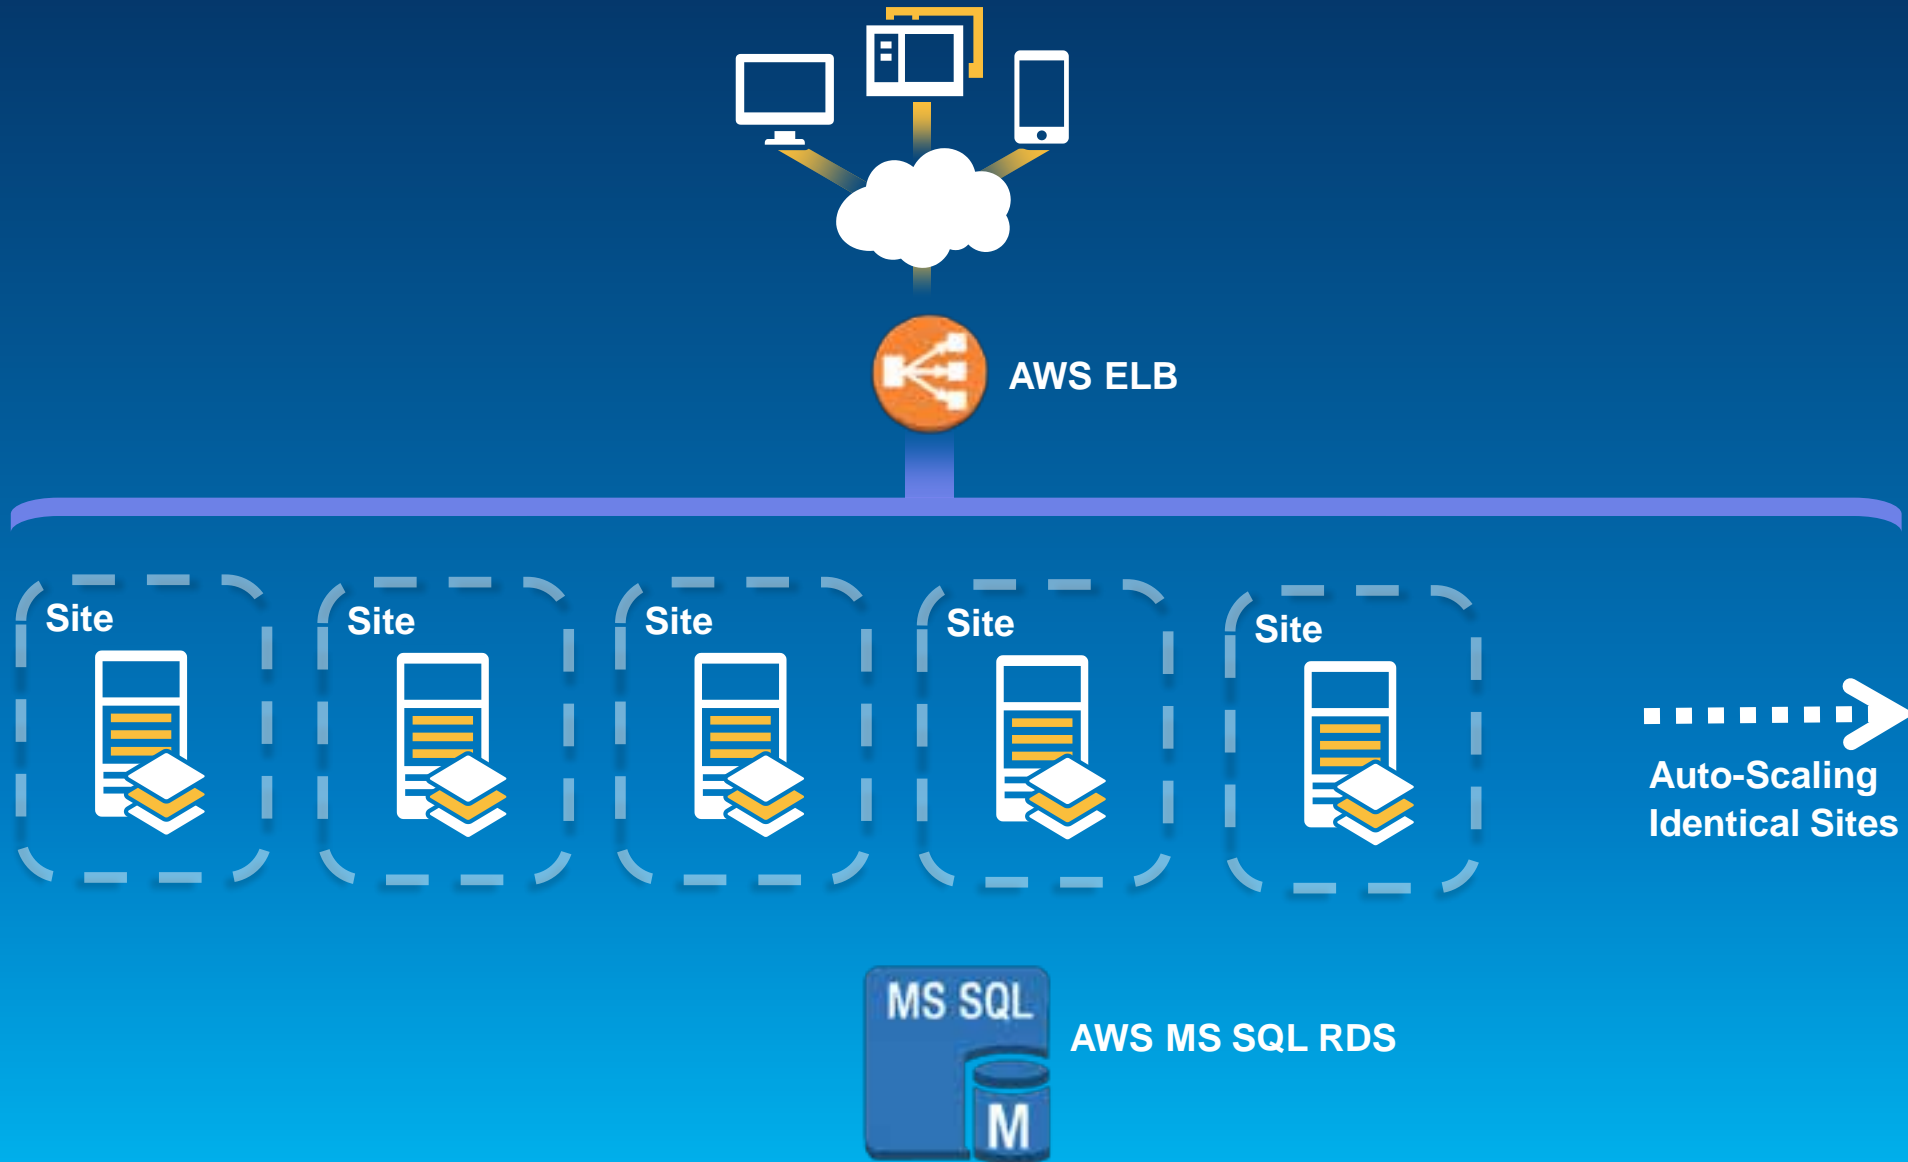 AWS ELB
Site
Site
Site
Site
Site
Auto-Scaling
Identical Sites
MS SQL
AWS MS SQL RDS
M